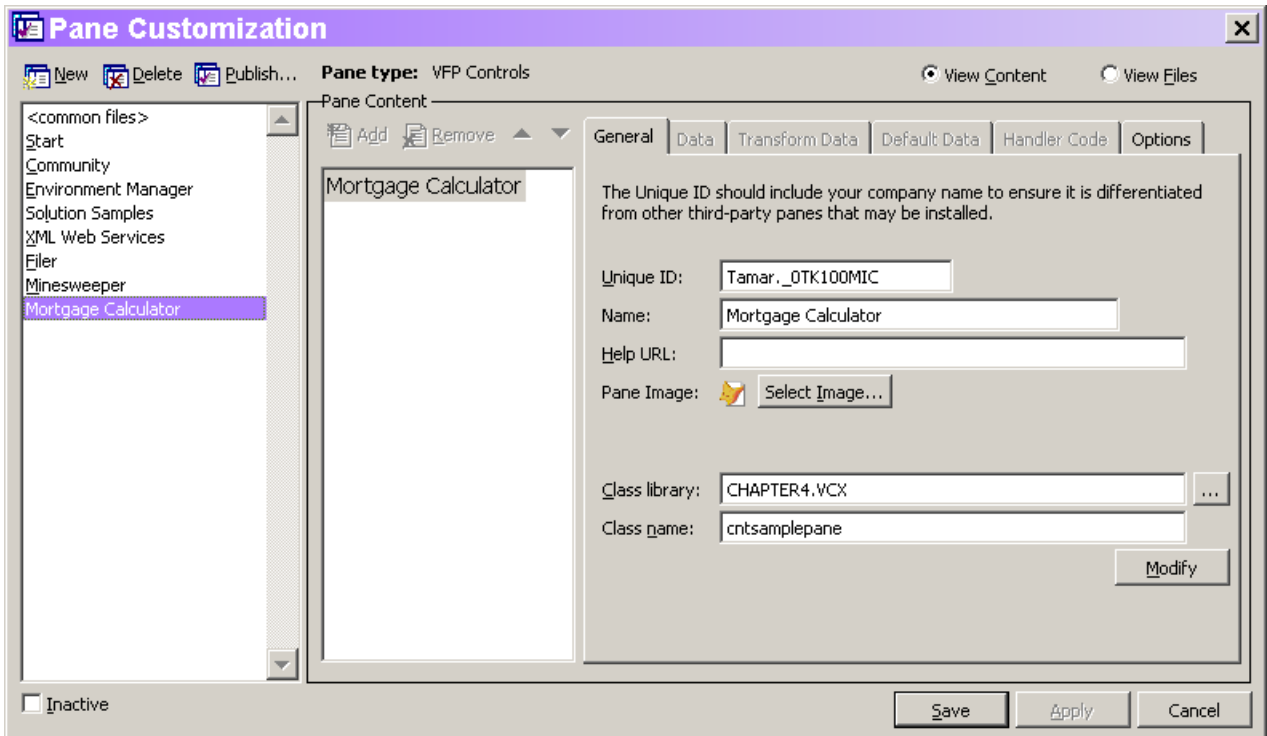 Pane Customization
New Delete Publish... Pane type: VFP Controls View Content View Files
<common files>
Start
Community
Environment Manager
Solution Samples
XML Web Services
Filer
Minesweeper
Mortgage Calculator
Pane Content
Add Remove
Mortgage Calculator
General Data Transform Data Default Data Handler Code Options
The Unique ID should include your company name to ensure it is differentiated
from other third-party panes that may be installed.
Unique ID: Tamar._0TK100MIC
Name: Mortgage Calculator
Help URL:
Pane Image: Select Image...
Class library: CHAPTER4.VCX ...
Class name: cntsamplepane
Modify
Inactive
Save Apply Cancel